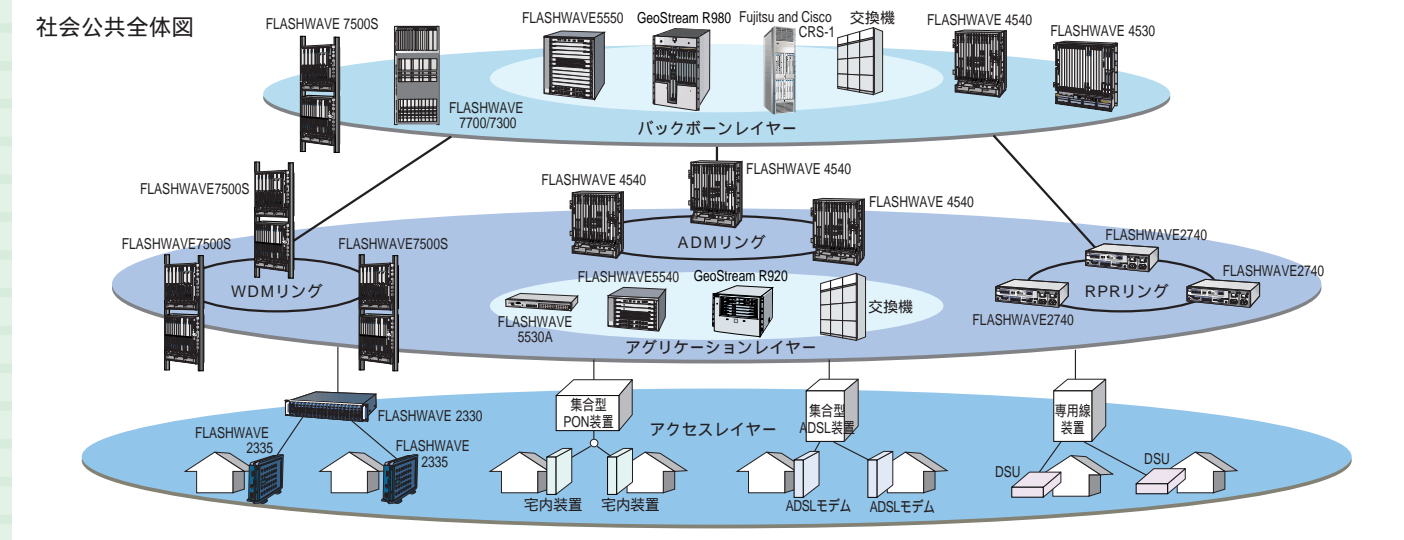 社会公共全体図
FLASHWAVE 7500S
FLASHWAVE5550
GeoStream R980
Fujitsu and Cisco
CRS-1
交換機
FLASHWAVE 4540
FLASHWAVE 4530
FLASHWAVE
7700/7300
バックボーンレイヤー
FLASHWAVE7500S
FLASHWAVE 4540
FLASHWAVE 4540
FLASHWAVE 4540
FLASHWAVE7500S
FLASHWAVE7500S
ADMリング
FLASHWAVE2740
WDMリング
FLASHWAVE5540
GeoStream R920
FLASHWAVE2740
RPRリング
交換機
FLASHWAVE
5530A
FLASHWAVE2740
アグリケーションレイヤー
FLASHWAVE 2330
集合型
PON装置
アクセスレイヤー
集合型
ADSL装置
専用線
装置
FLASHWAVE
2335
FLASHWAVE
2335
DSU
DSU
宅内装置
宅内装置
ADSLモデム
ADSLモデム